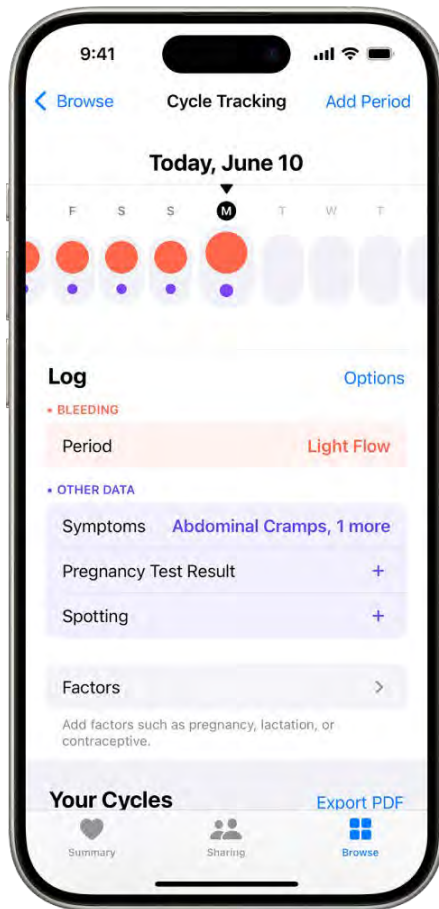 9:41
Browse Cycle Tracking Add Period
Today, June 10
F S S M T W T
Log Options
• BLEEDING
Period Light Flow
• OTHER DATA
Symptoms Abdominal Cramps, 1 more
Pregnancy Test Result +
Spotting +
Factors >
Add factors such as pregnancy, lactation, or
contraceptive.
Your Cycles Export PDF
Summary Sharing Browse